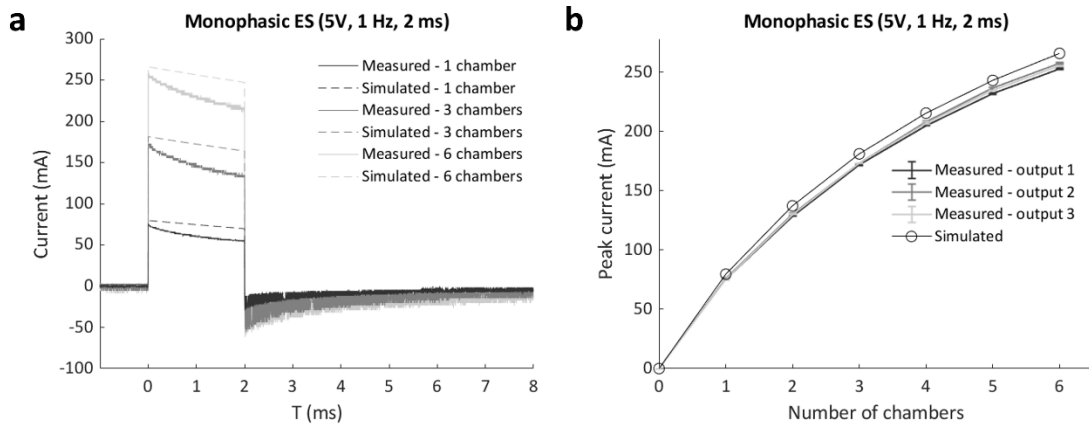 a
Monophasic ES (5V, 1 Hz, 2 ms)
300
250
200
150
100
50
0
-50
-100
Current (mA)
0 1 2 3 4 5 6 7 8
T (ms)
Measured - 1 chamber
Simulated - 1 chamber
Measured - 3 chambers
Simulated - 3 chambers
Measured - 6 chambers
Simulated - 6 chambers
b
Monophasic ES (5V, 1 Hz, 2 ms)
250
200
150
100
50
0
Peak current (mA)
0 1 2 3 4 5 6
Number of chambers
Measured - output 1
Measured - output 2
Measured - output 3
Simulated